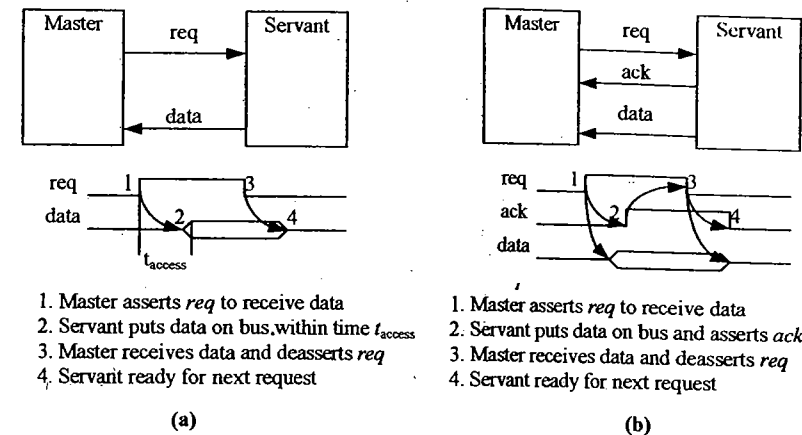 Master
req
Servant
data
req
1
3
data
2
4
t_access
1. Master asserts req to receive data
2. Servant puts data on bus,within time t_access
3. Master receives data and deasserts req
4. Servant ready for next request
(a)
Master
req
Servant
ack
data
req
1
3
ack
2
4
data
1. Master asserts req to receive data
2. Servant puts data on bus and asserts ack
3. Master receives data and deasserts req
4. Servant ready for next request
(b)